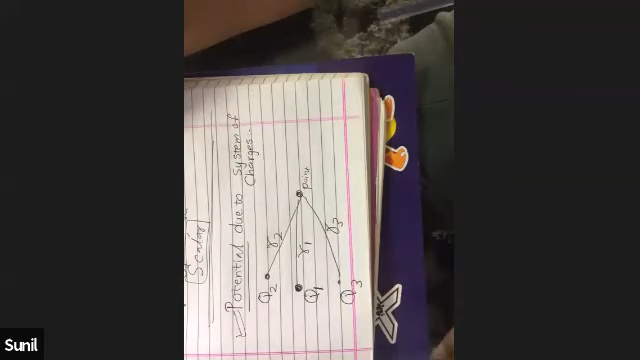 Scalar
Potential due to System of
Charges..
point
r2
r1
r3
Q2
Q1
Q3
Sunil